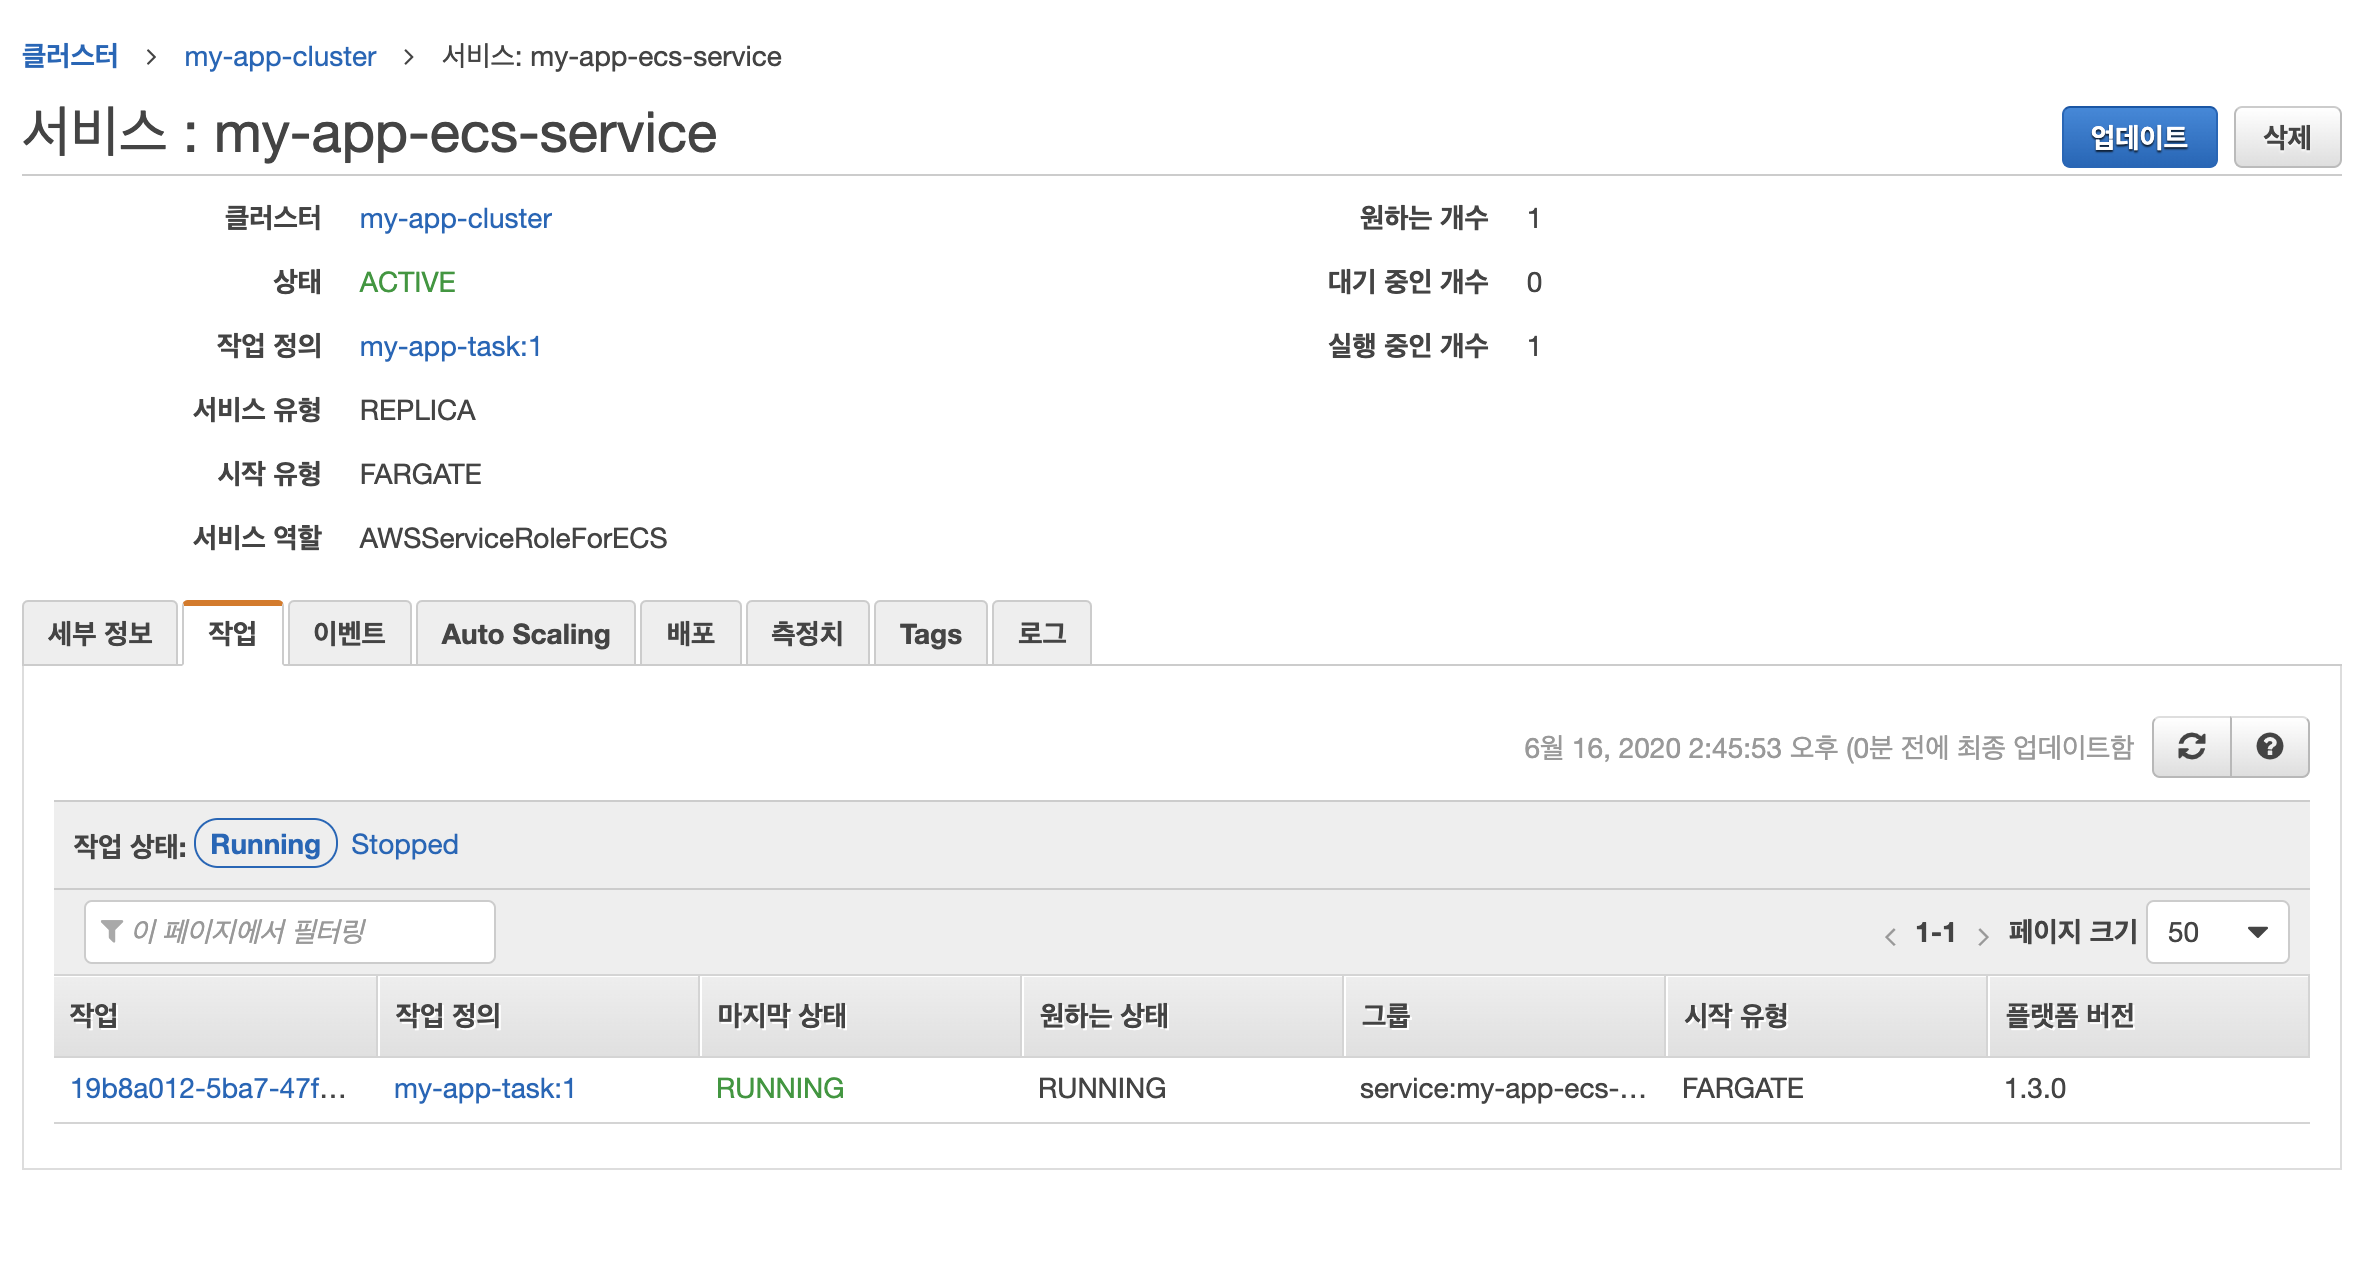 클러스터 > my-app-cluster > 서비스: my-app-ecs-service
서비스 : my-app-ecs-service
업데이트 삭제
클러스터 my-app-cluster 원하는 개수 1
상태 ACTIVE 대기 중인 개수 0
작업 정의 my-app-task:1 실행 중인 개수 1
서비스 유형 REPLICA
시작 유형 FARGATE
서비스 역할 AWSServiceRoleForECS
세부 정보 작업 이벤트 Auto Scaling 배포 측정치 Tags 로그
6월 16, 2020 2:45:53 오후 (0분 전에 최종 업데이트함
작업 상태: Running Stopped
이 페이지에서 필터링 < 1-1 > 페이지 크기 50
작업 작업 정의 마지막 상태 원하는 상태 그룹 시작 유형 플랫폼 버전
19b8a012-5ba7-47f... my-app-task:1 RUNNING RUNNING service:my-app-ecs-... FARGATE 1.3.0